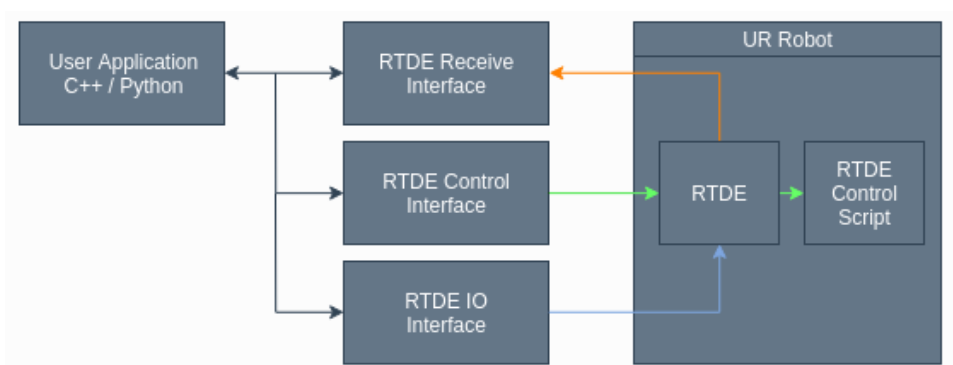 User Application
C++ / Python
RTDE Receive
Interface
RTDE Control
Interface
RTDE IO
Interface
UR Robot
RTDE
RTDE
Control
Script